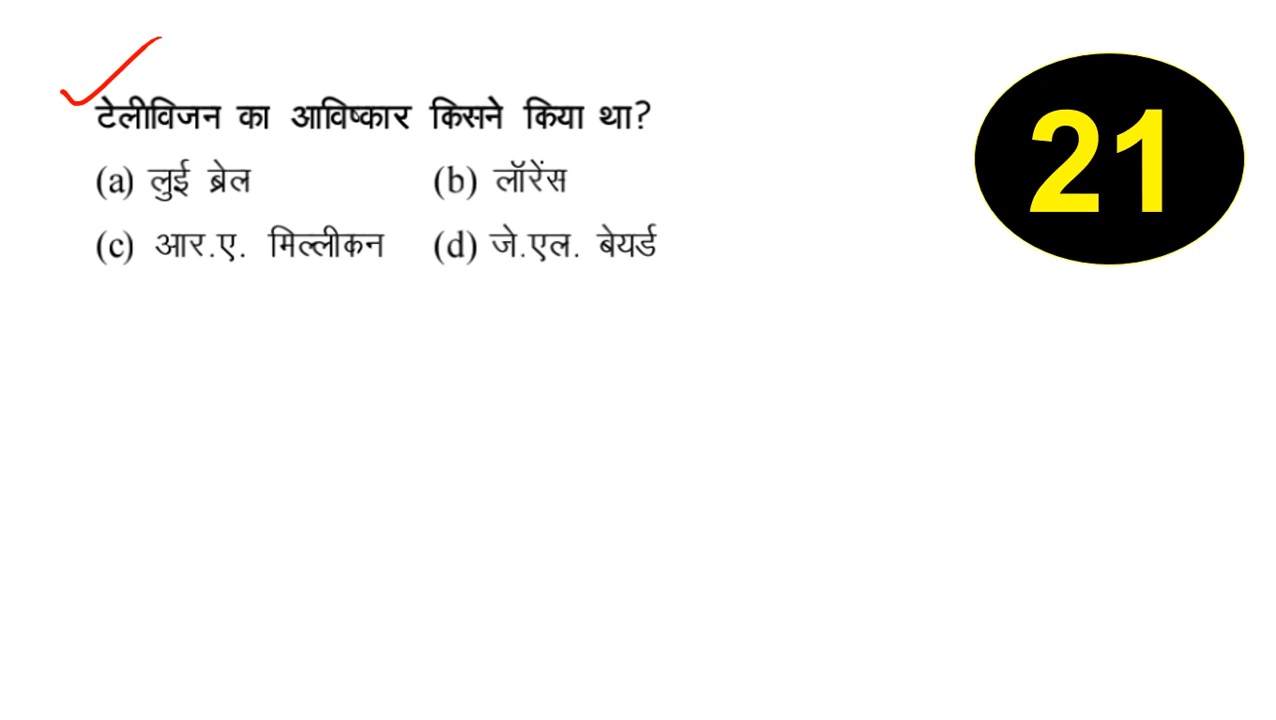 टेलीविजन का आविष्कार किसने किया था?
(a) लुई ब्रेल (b) लॉरेंस
(c) आर.ए. मिल्लीकन (d) जे.एल. बेयर्ड
21